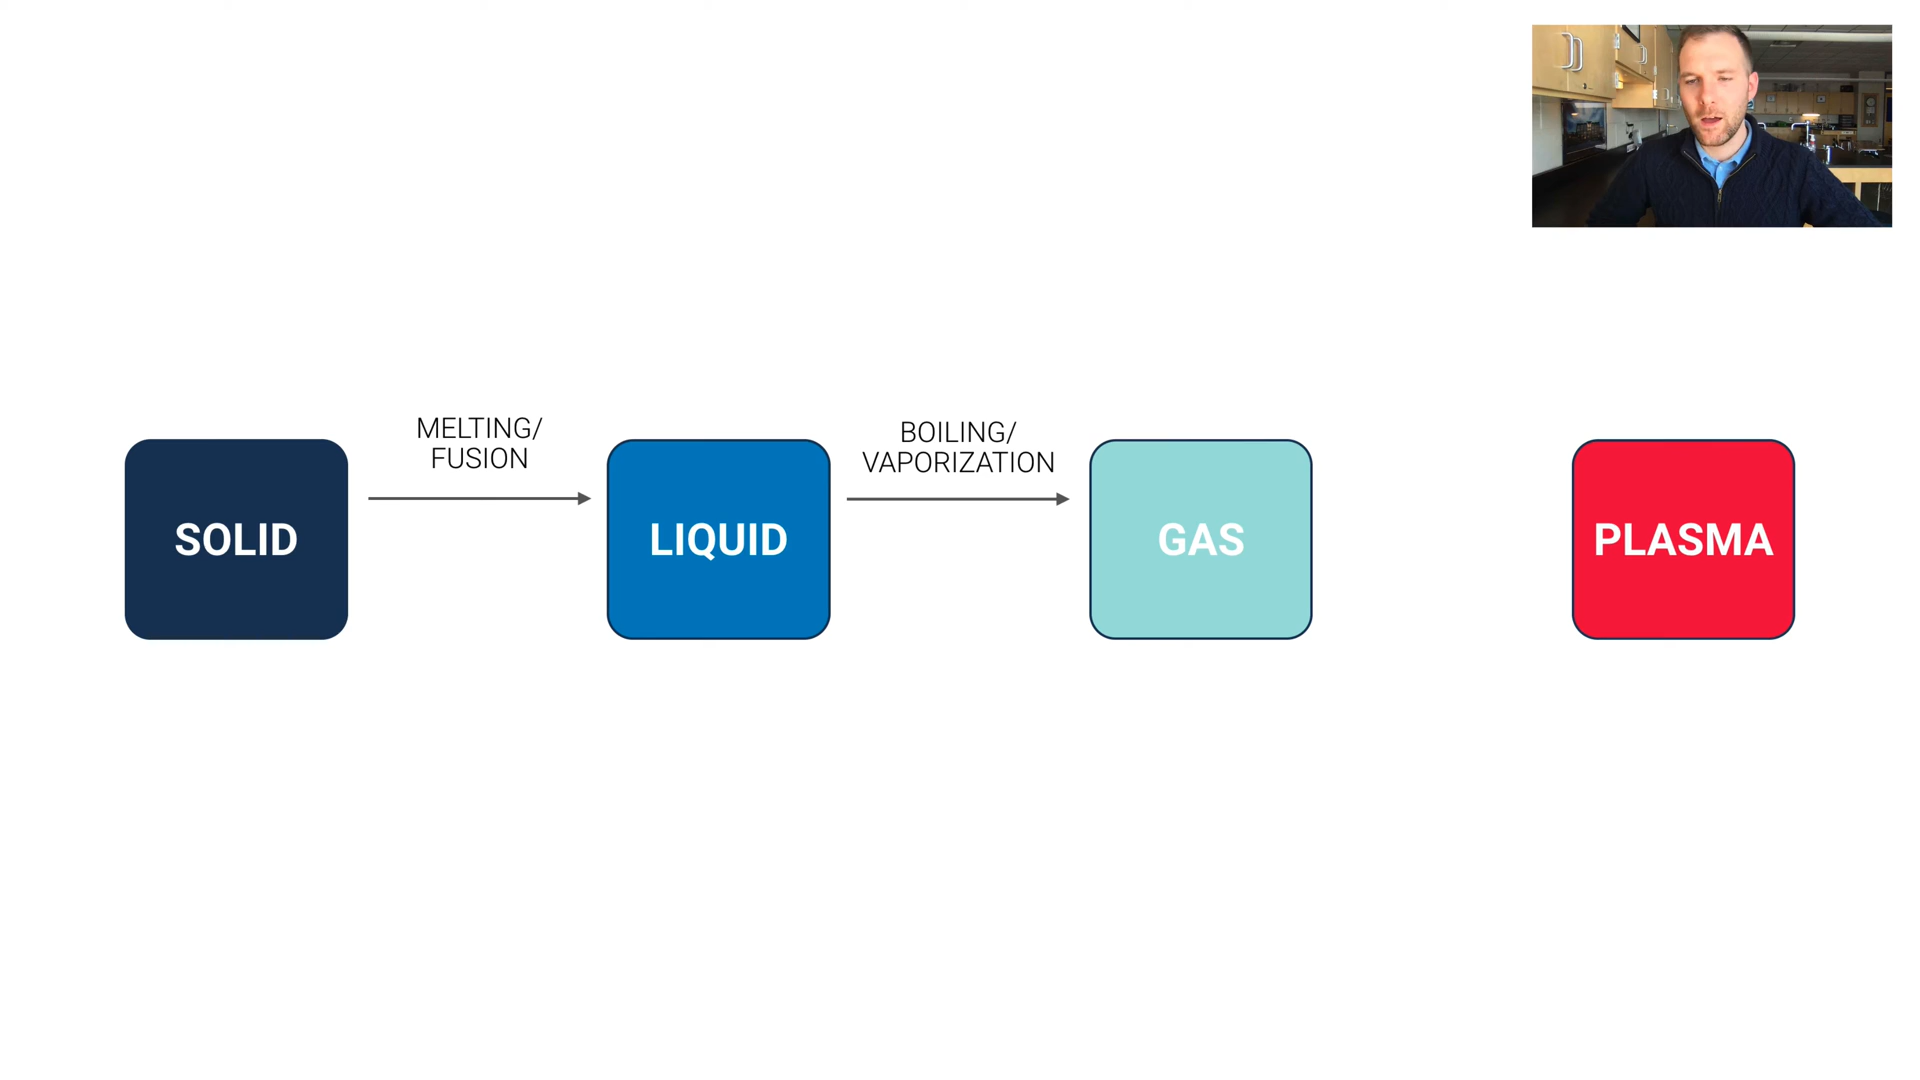 MELTING/
FUSION
BOILING/
VAPORIZATION
SOLID
LIQUID
GAS
PLASMA